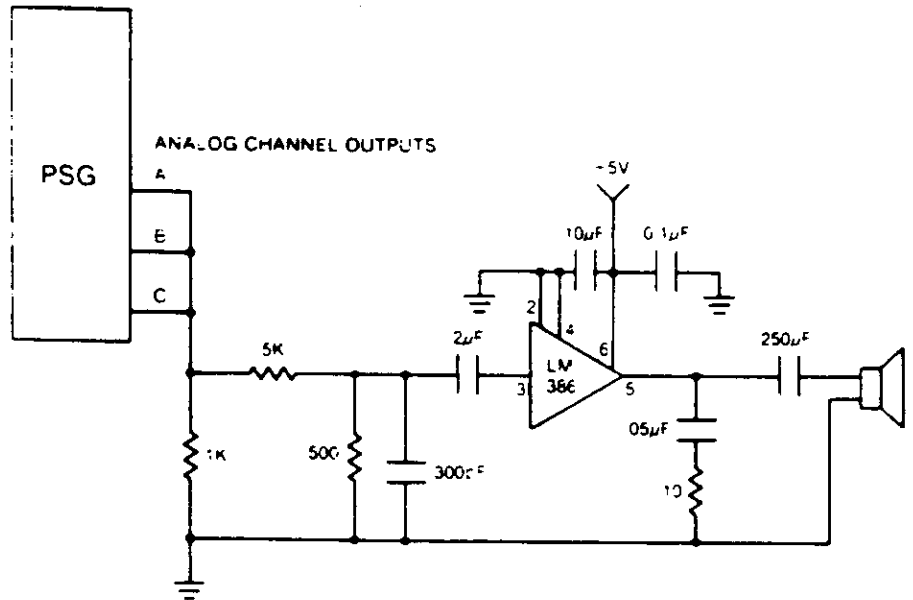 ANALOG CHANNEL OUTPUTS
PSG
A
B
C
+5V
10µF
0.1µF
2
4
6
5K
2µF
3
LM
386
5
250µF
1K
500
.05µF
10